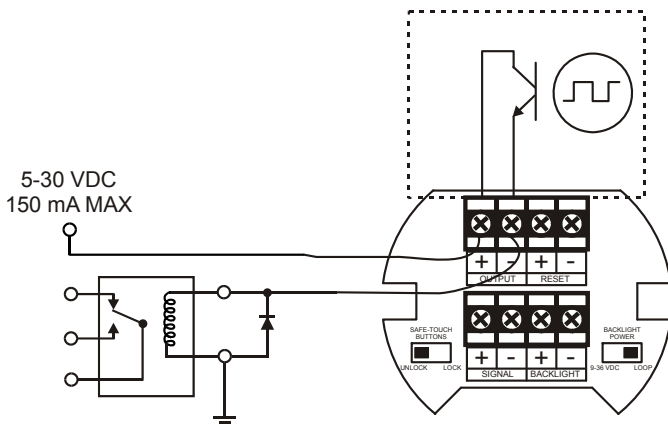 5-30 VDC
150 mA MAX
+ - + -
OUTPUT RESET
SAFE-TOUCH
BUTTONS
UNLOCK LOCK
+ - + -
SIGNAL BACKLIGHT
BACKLIGHT
POWER
9-36 VDC LOOP